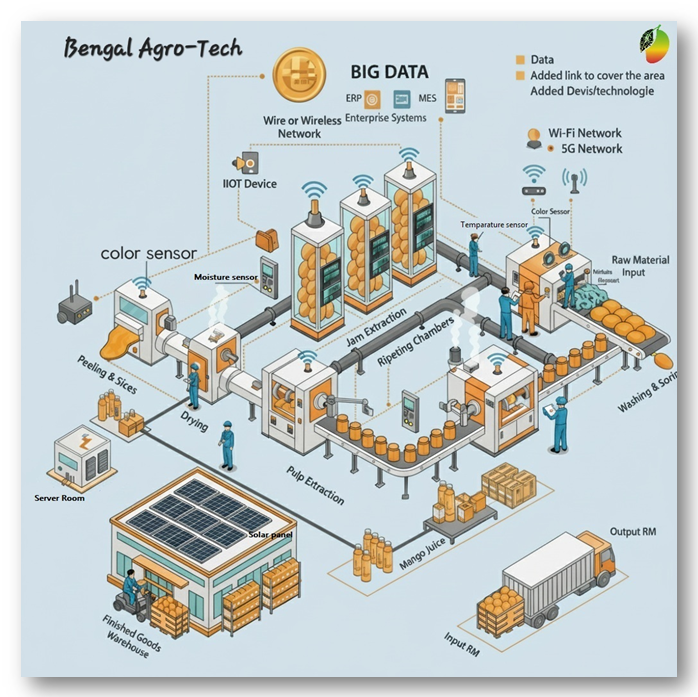 Bengal Agro-Tech
BIG DATA
ERP
MES
Enterprise Systems
Wire or Wireless
Network
Data
Added link to cover the area
Added Devis/technologle
Wi-Fi Network
5G Network
IIOT Device
Temparature sensor
Color Sessor
color sensor
Moisture sensor
Raw Material
Input
Jam Extraction
Ripeting Chambers
Peeling & Sices
Drying
Washing & Sorin
Pulp Extraction
Server Room
Solar panel
Mango Juice
Finished Goods
Warehouse
Output RM
Input RM